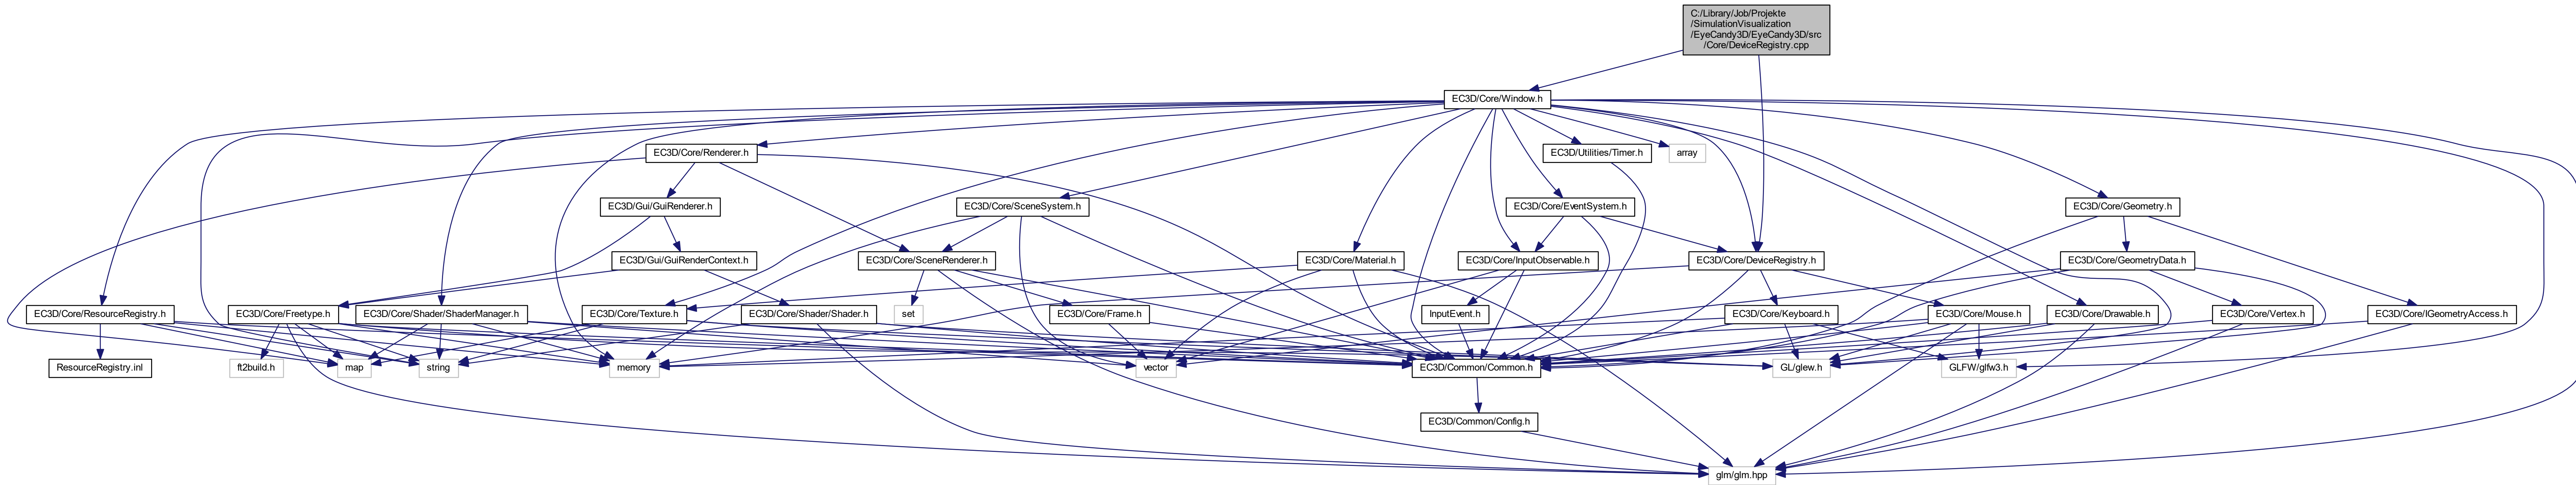 C:/Library/Job/Projekte
/SimulationVisualization
/EyeCandy3D/EyeCandy3D/src
/Core/DeviceRegistry.cpp
EC3D/Core/Window.h
EC3D/Core/Renderer.h
EC3D/Utilities/Timer.h
array
EC3D/Gui/GuiRenderer.h
EC3D/Core/SceneSystem.h
EC3D/Core/EventSystem.h
EC3D/Core/Geometry.h
EC3D/Gui/GuiRenderContext.h
EC3D/Core/SceneRenderer.h
EC3D/Core/Material.h
EC3D/Core/InputObservable.h
EC3D/Core/DeviceRegistry.h
EC3D/Core/GeometryData.h
EC3D/Core/ResourceRegistry.h
EC3D/Core/Freetype.h
EC3D/Core/Shader/ShaderManager.h
EC3D/Core/Texture.h
EC3D/Core/Shader/Shader.h
set
EC3D/Core/Frame.h
InputEvent.h
EC3D/Core/Keyboard.h
EC3D/Core/Mouse.h
EC3D/Core/Drawable.h
EC3D/Core/Vertex.h
EC3D/Core/IGeometryAccess.h
ResourceRegistry.inl
ft2build.h
map
string
memory
vector
EC3D/Common/Common.h
GL/glew.h
GLFW/glfw3.h
EC3D/Common/Config.h
glm/glm.hpp